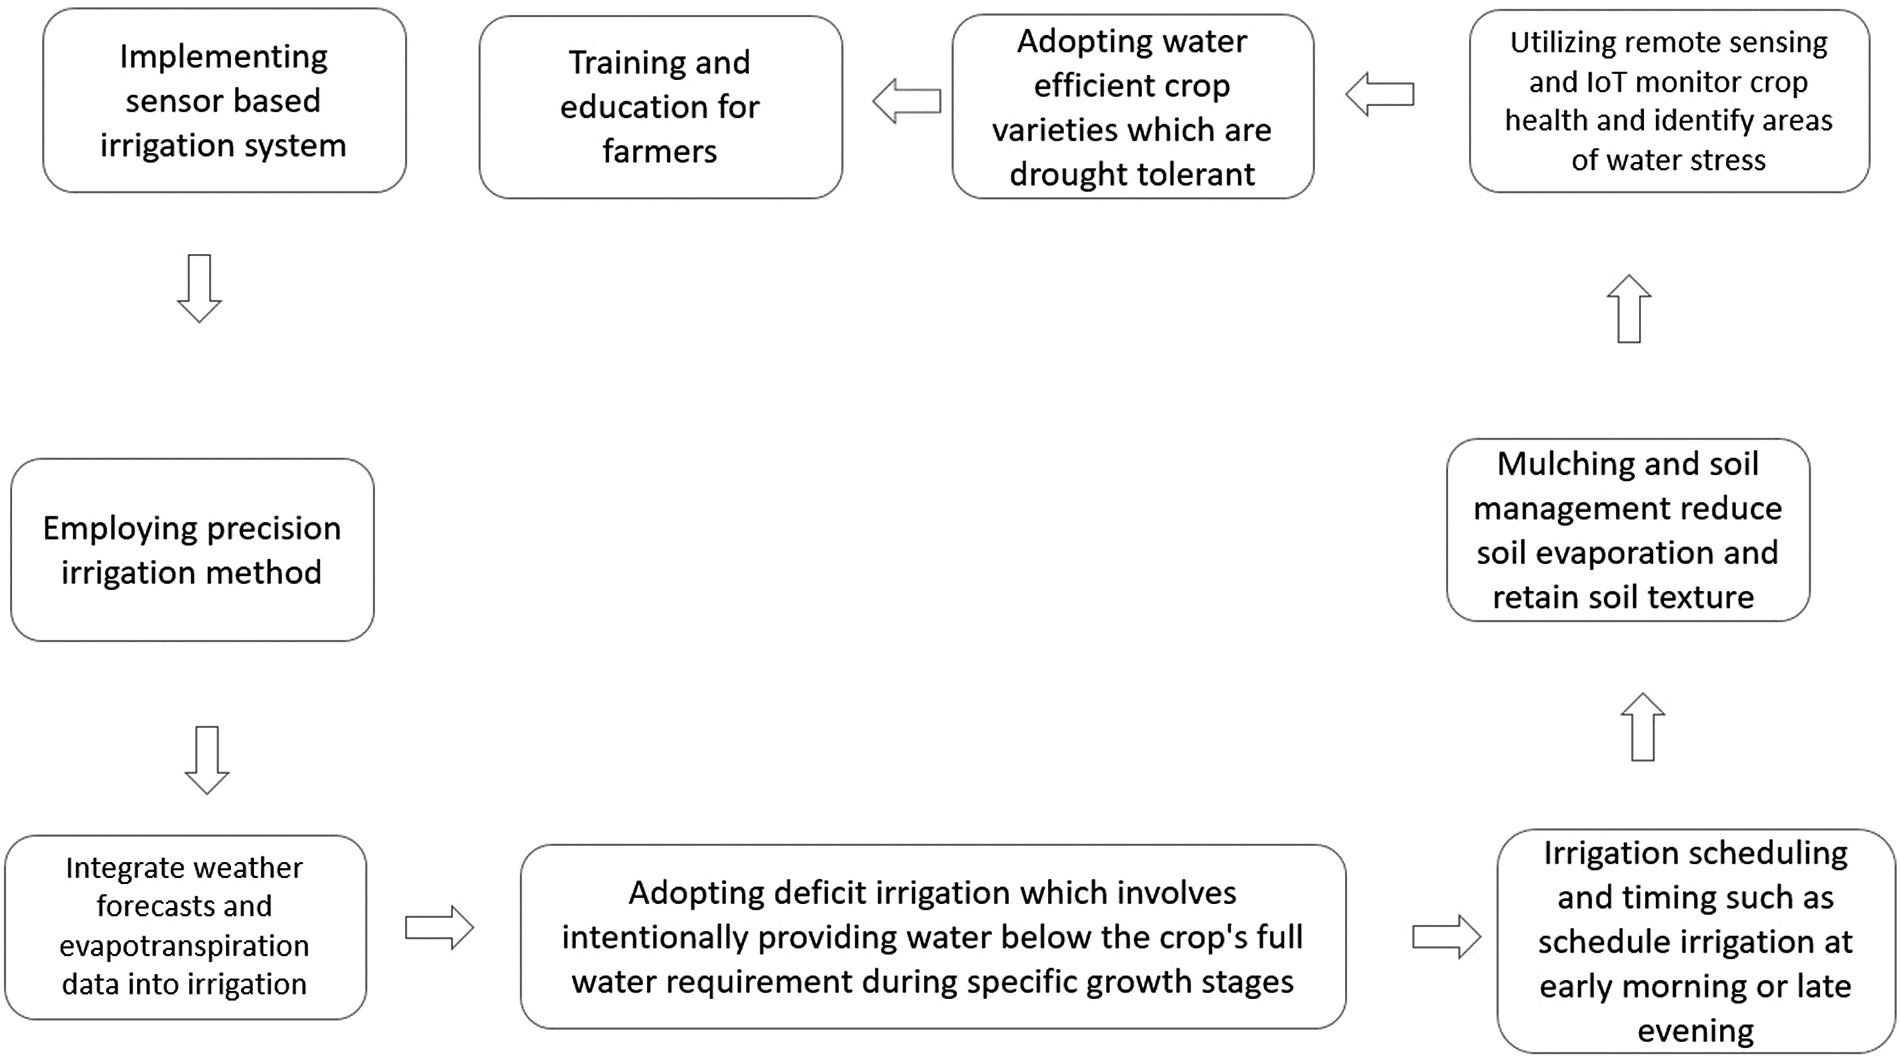 Implementing
sensor based
irrigation system
Training and
education for
farmers
Adopting water
efficient crop
varieties which are
drought tolerant
Utilizing remote sensing
and IoT monitor crop
health and identify areas
of water stress
Employing precision
irrigation method
Mulching and soil
management reduce
soil evaporation and
retain soil texture
Integrate weather
forecasts and
evapotranspiration
data into irrigation
Adopting deficit irrigation which involves
intentionally providing water below the crop's full
water requirement during specific growth stages
Irrigation scheduling
and timing such as
schedule irrigation at
early morning or late
evening